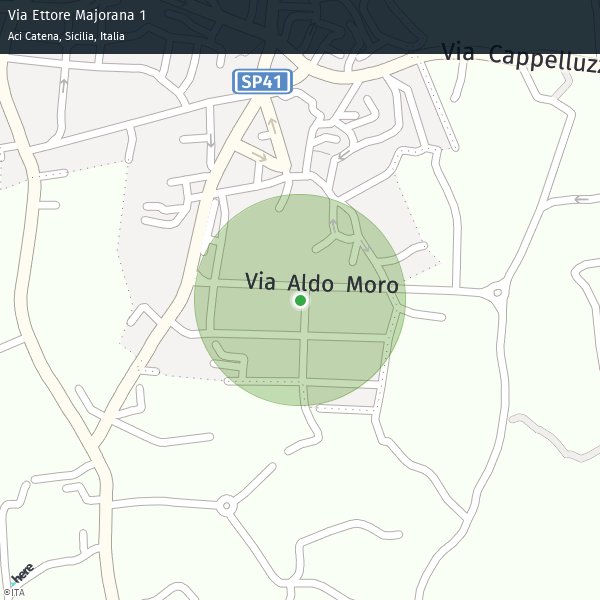 Via Ettore Majorana 1
Aci Catena, Sicilia, Italia
Via Cappelluzz
SP41
Via Aldo Moro
here
©ITA